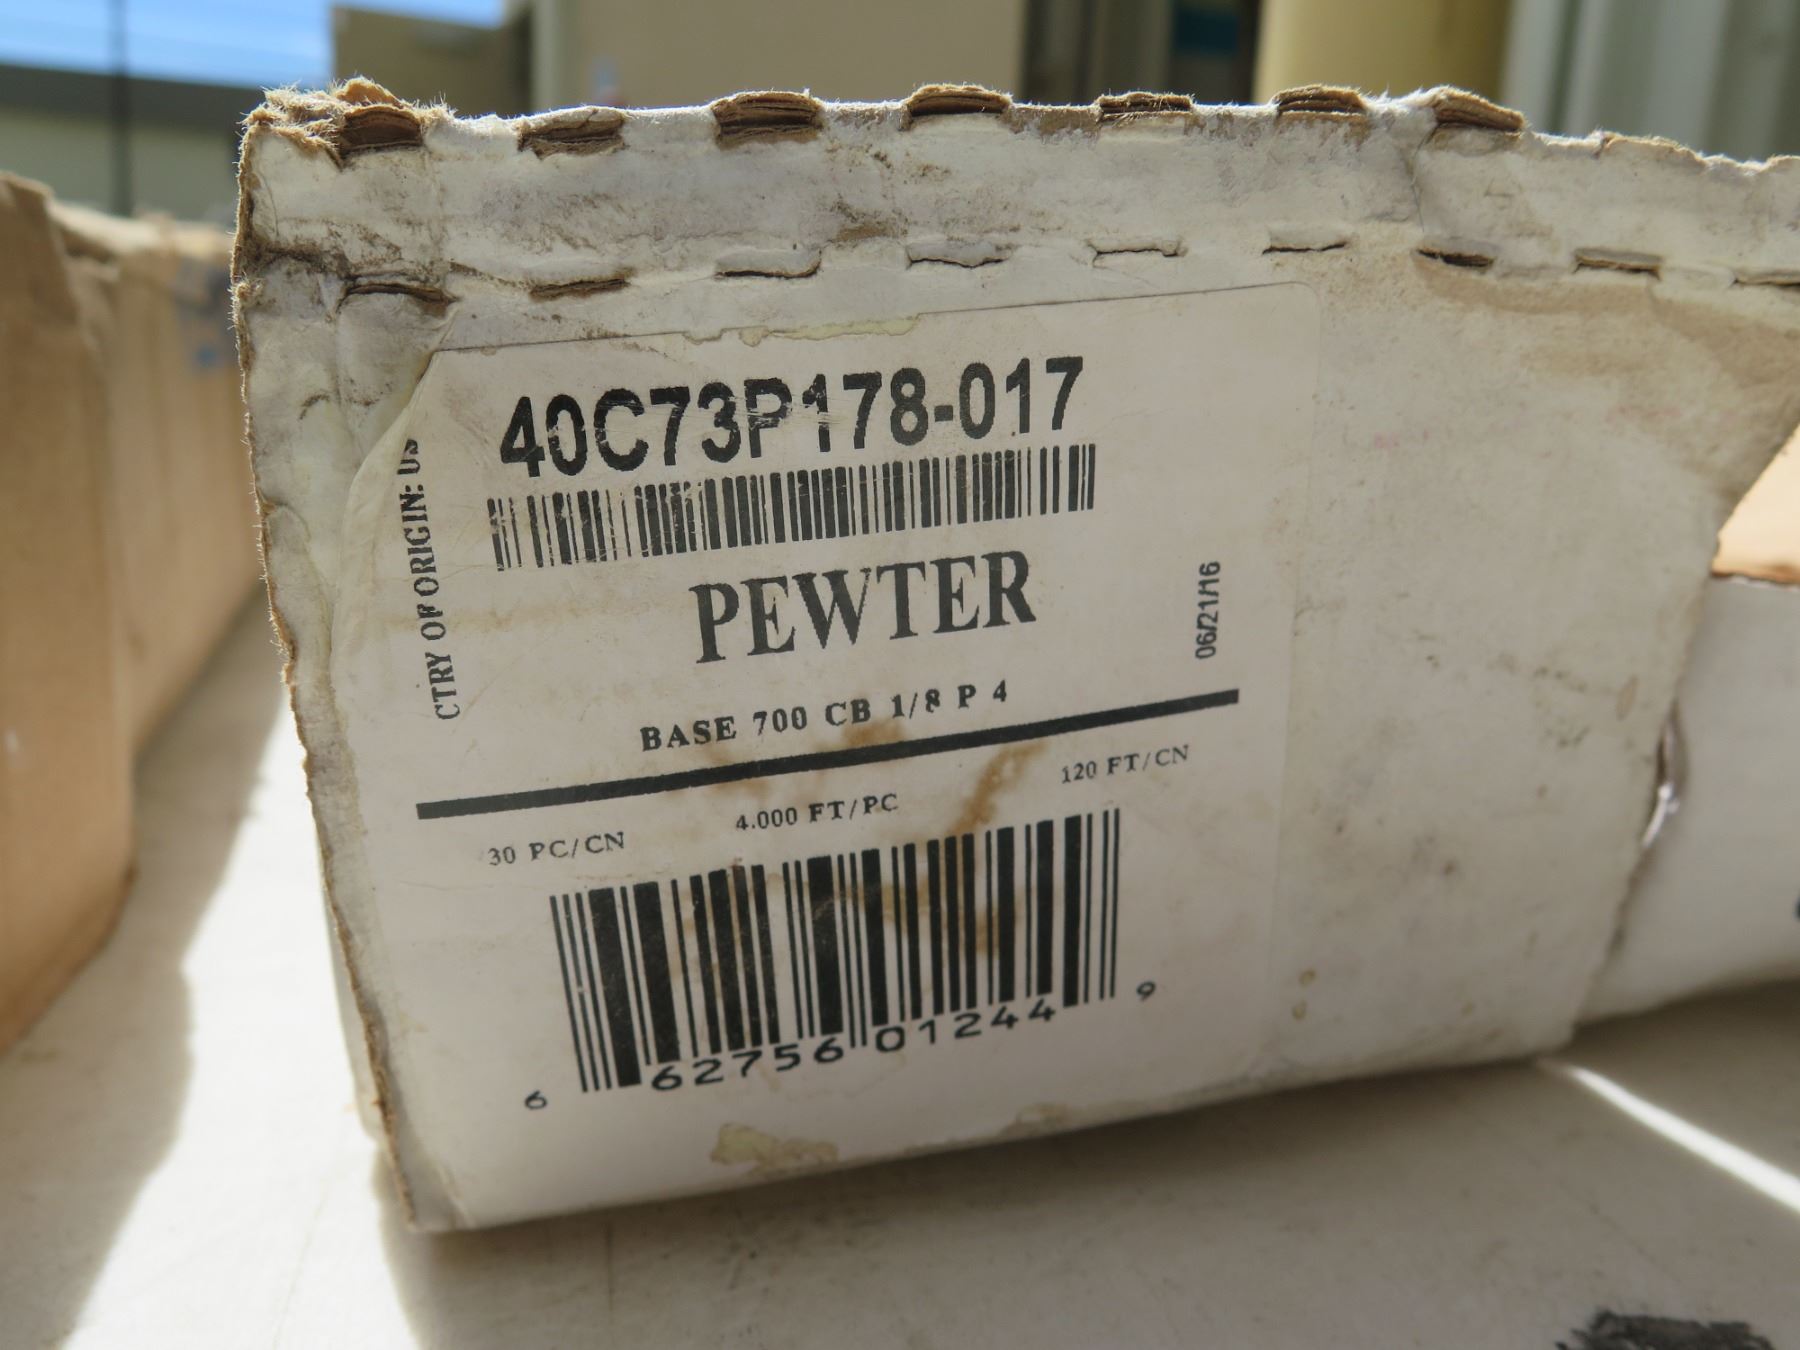 40C73P178-017
CTRY OF ORIGIN: US
PEWTER
06/21/16
BASE 700 CB 1/8 P 4
30 PC/CN 4.000 FT/PC 120 FT/CN
6 62756 01244 9